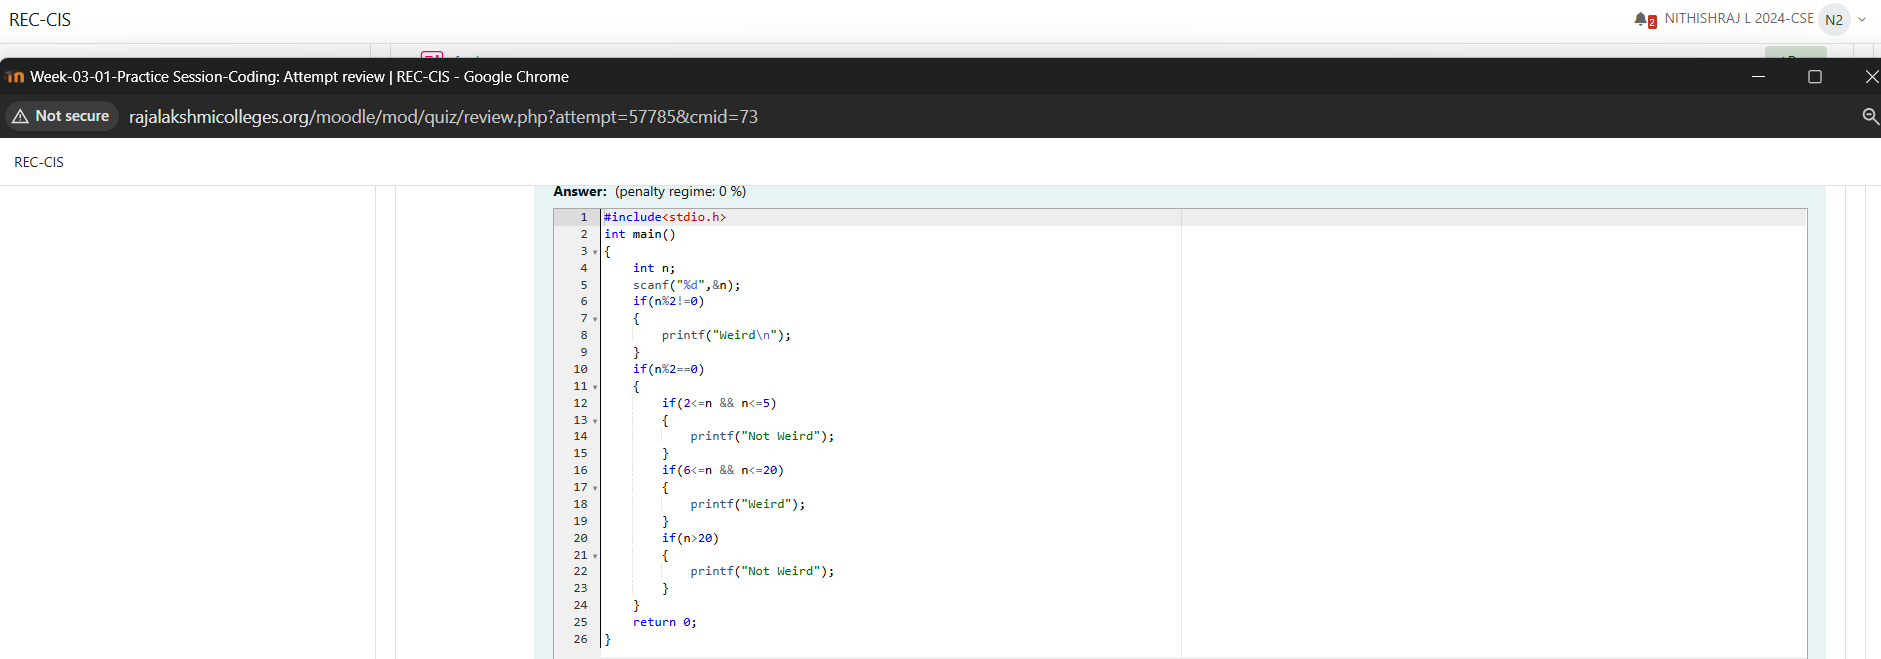 REC-CIS
2 NITHISHRAJ L 2024-CSE N2
Week-03-01-Practice Session-Coding: Attempt review | REC-CIS - Google Chrome
Not secure rajalakshmicolleges.org/moodle/mod/quiz/review.php?attempt=57785&cmid=73
REC-CIS
Answer: (penalty regime: 0 %)
1 #include<stdio.h>
2 int main()
3 {
4 int n;
5 scanf("%d",&n);
6 if(n%2!=0)
7 {
8 printf("Weird\n");
9 }
10 if(n%2==0)
11 {
12 if(2<=n && n<=5)
13 {
14 printf("Not Weird");
15 }
16 if(6<=n && n<=20)
17 {
18 printf("Weird");
19 }
20 if(n>20)
21 {
22 printf("Not Weird");
23 }
24 }
25 return 0;
26 }